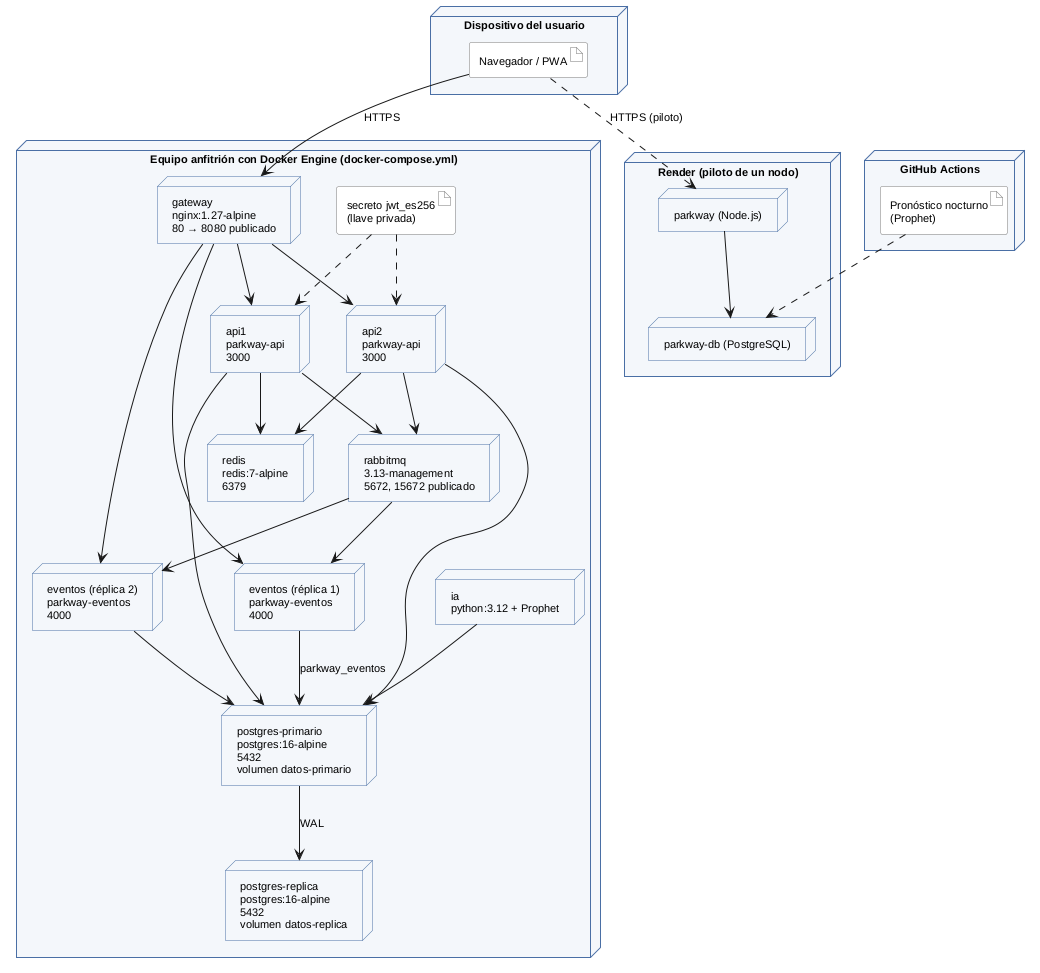 Dispositivo del usuario
Navegador / PWA
HTTPS
HTTPS (piloto)
Equipo anfitrión con Docker Engine (docker-compose.yml)
gateway
nginx:1.27-alpine
80 → 8080 publicado
secreto jwt_es256
(llave privada)
Render (piloto de un nodo)
parkway (Node.js)
parkway-db (PostgreSQL)
GitHub Actions
Pronóstico nocturno
(Prophet)
api1
parkway-api
3000
api2
parkway-api
3000
redis
redis:7-alpine
6379
rabbitmq
3.13-management
5672, 15672 publicado
eventos (réplica 2)
parkway-eventos
4000
eventos (réplica 1)
parkway-eventos
4000
ia
python:3.12 + Prophet
parkway_eventos
postgres-primario
postgres:16-alpine
5432
volumen datos-primario
WAL
postgres-replica
postgres:16-alpine
5432
volumen datos-replica